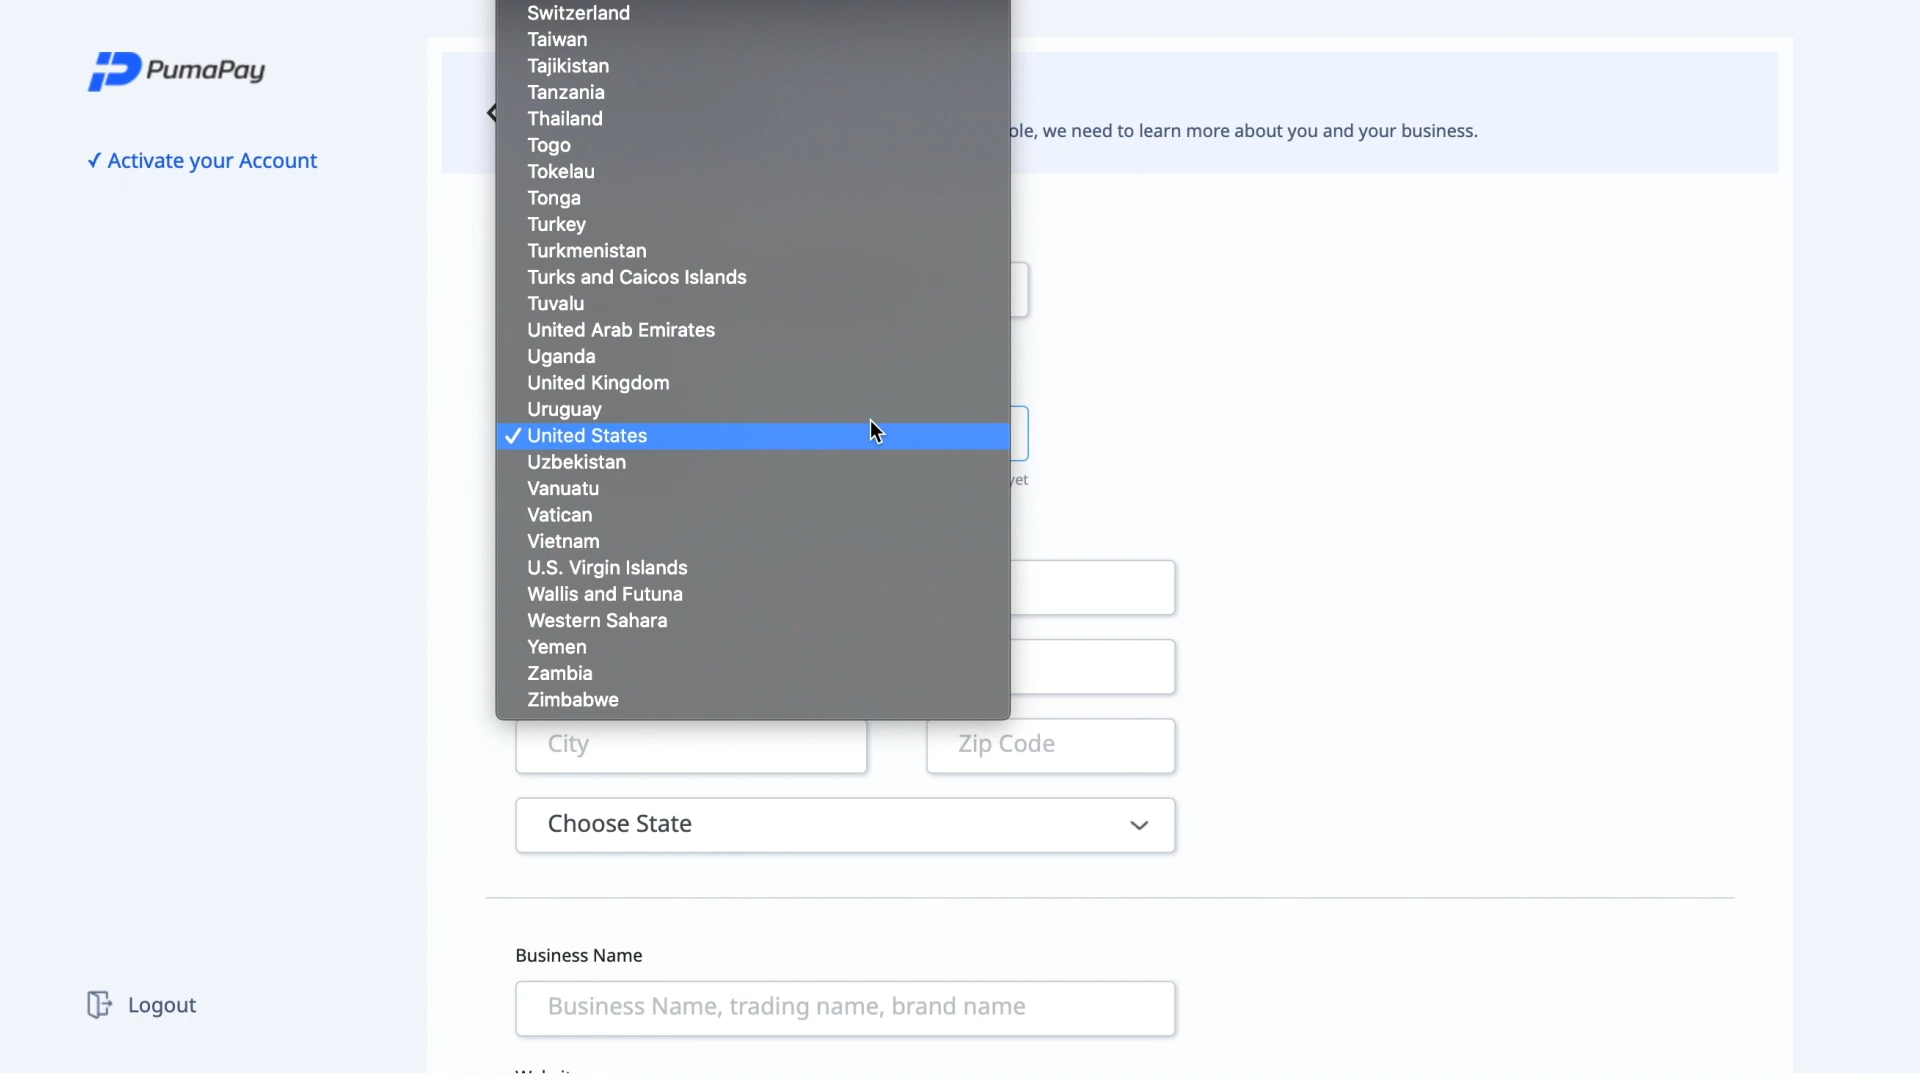 PumaPay
✓ Activate your Account
Logout
Switzerland
Taiwan
Tajikistan
Tanzania
Thailand
Togo
Tokelau
Tonga
Turkey
Turkmenistan
Turks and Caicos Islands
Tuvalu
United Arab Emirates
Uganda
United Kingdom
Uruguay
✓ United States
Uzbekistan
Vanuatu
Vatican
Vietnam
U.S. Virgin Islands
Wallis and Futuna
Western Sahara
Yemen
Zambia
Zimbabwe
ple, we need to learn more about you and your business.
yet
City
Zip Code
Choose State
Business Name
Business Name, trading name, brand name